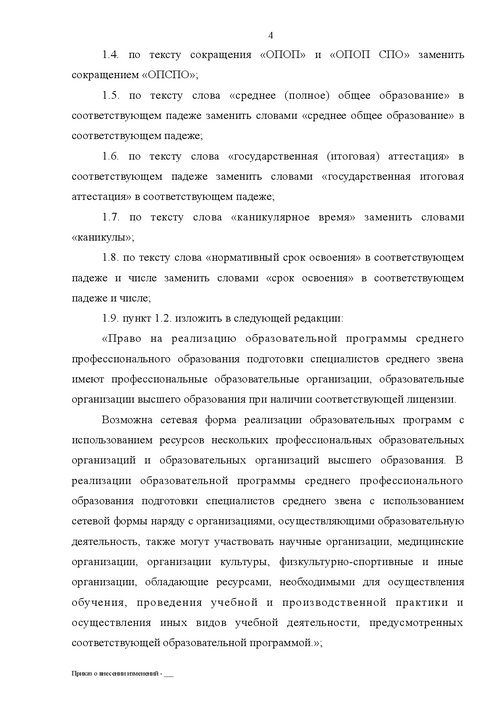 4
1.4. по тексту сокращения «ОПОП» и «ОПОП СПО» заменить
сокращением «ОПСПО»;
1.5. по тексту слова «среднее (полное) общее образование» в
соответствующем падеже заменить словами «среднее общее образование» в
соответствующем падеже;
1.6. по тексту слова «государственная (итоговая) аттестация» в
соответствующем падеже заменить словами «государственная итоговая
аттестация» в соответствующем падеже;
1.7. по тексту слова «каникулярное время» заменить словами
«каникулы»;
1.8. по тексту слова «нормативный срок освоения» в соответствующем
падеже и числе заменить словами «срок освоения» в соответствующем
падеже и числе;
1.9. пункт 1.2. изложить в следующей редакции:
«Право на реализацию образовательной программы среднего
профессионального образования подготовки специалистов среднего звена
имеют профессиональные образовательные организации, образовательные
организации высшего образования при наличии соответствующей лицензии.
Возможна сетевая форма реализации образовательных программ с
использованием ресурсов нескольких профессиональных образовательных
организаций и образовательных организаций высшего образования. В
реализации образовательной программы среднего профессионального
образования подготовки специалистов среднего звена с использованием
сетевой формы наряду с организациями, осуществляющими образовательную
деятельность, также могут участвовать научные организации, медицинские
организации, организации культуры, физкультурно-спортивные и иные
организации, обладающие ресурсами, необходимыми для осуществления
обучения, проведения учебной и производственной практики и
осуществления иных видов учебной деятельности, предусмотренных
соответствующей образовательной программой.»;
Приказ о внесении изменений - ___